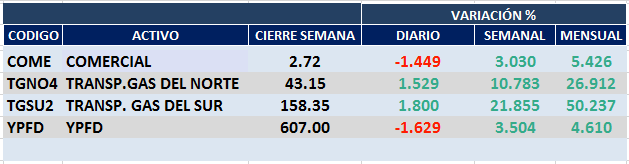 VARIACIÓN %
CODIGO ACTIVO CIERRE SEMANA DIARIO SEMANAL MENSUAL
COME COMERCIAL 2.72 -1.449 3.030 5.426
TGNO4 TRANSP.GAS DEL NORTE 43.15 1.529 10.783 26.912
TGSU2 TRANSP. GAS DEL SUR 158.35 1.800 21.855 50.237
YPFD YPFD 607.00 -1.629 3.504 4.610